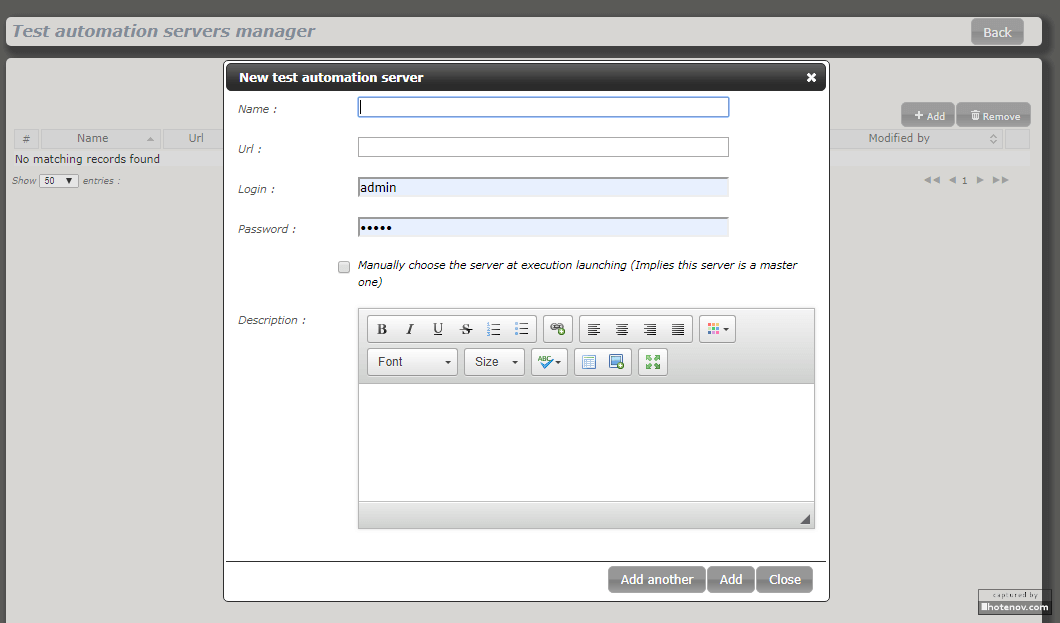 Test automation servers manager
Back
New test automation server
Name :
Add
Remove
# Name Url Modified by
Url :
No matching records found
Show 50 entries :
1
Login :
admin
Password :
•••••
Manually choose the server at execution launching (Implies this server is a master
one)
Description :
B I U S
Font Size ABC
Add another Add Close
captured by
hotenov.com